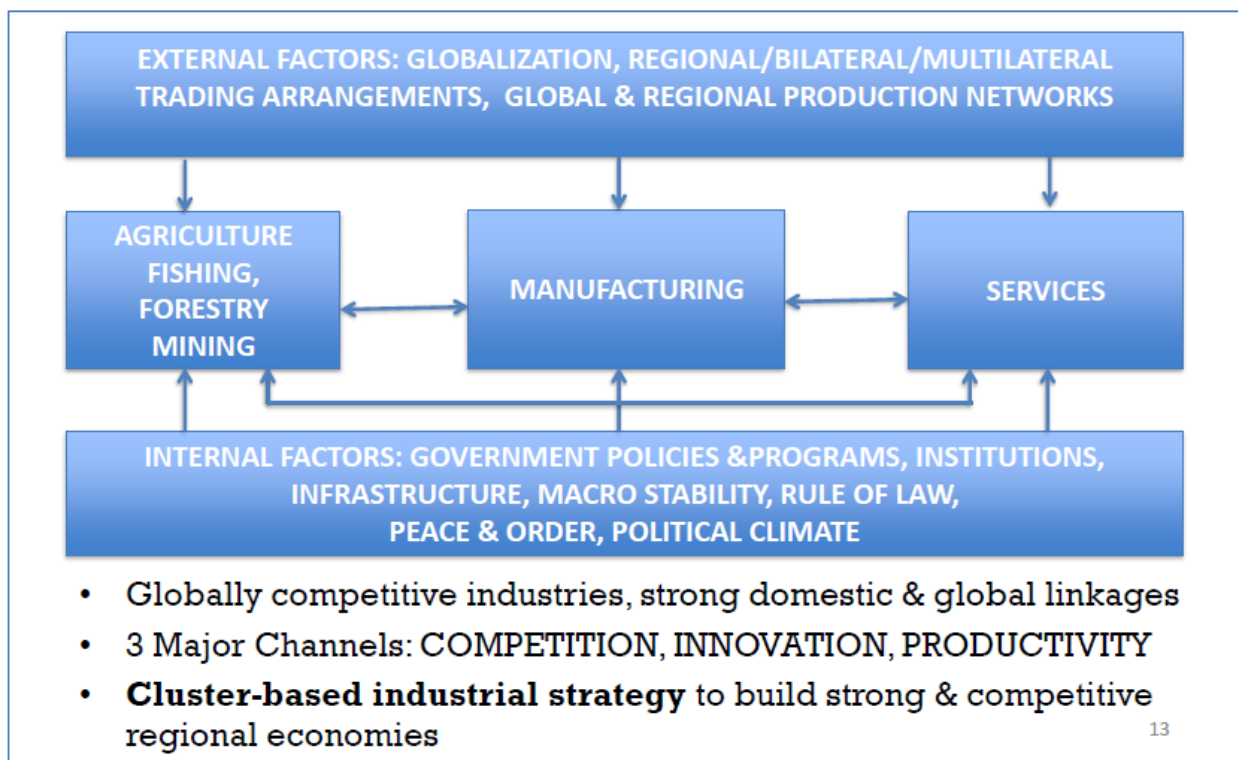 EXTERNAL FACTORS: GLOBALIZATION, REGIONAL/BILATERAL/MULTILATERAL
TRADING ARRANGEMENTS, GLOBAL & REGIONAL PRODUCTION NETWORKS
AGRICULTURE
FISHING,
FORESTRY
MINING
MANUFACTURING
SERVICES
INTERNAL FACTORS: GOVERNMENT POLICIES &PROGRAMS, INSTITUTIONS,
INFRASTRUCTURE, MACRO STABILITY, RULE OF LAW,
PEACE & ORDER, POLITICAL CLIMATE
• Globally competitive industries, strong domestic & global linkages
• 3 Major Channels: COMPETITION, INNOVATION, PRODUCTIVITY
• Cluster-based industrial strategy to build strong & competitive
regional economies
13